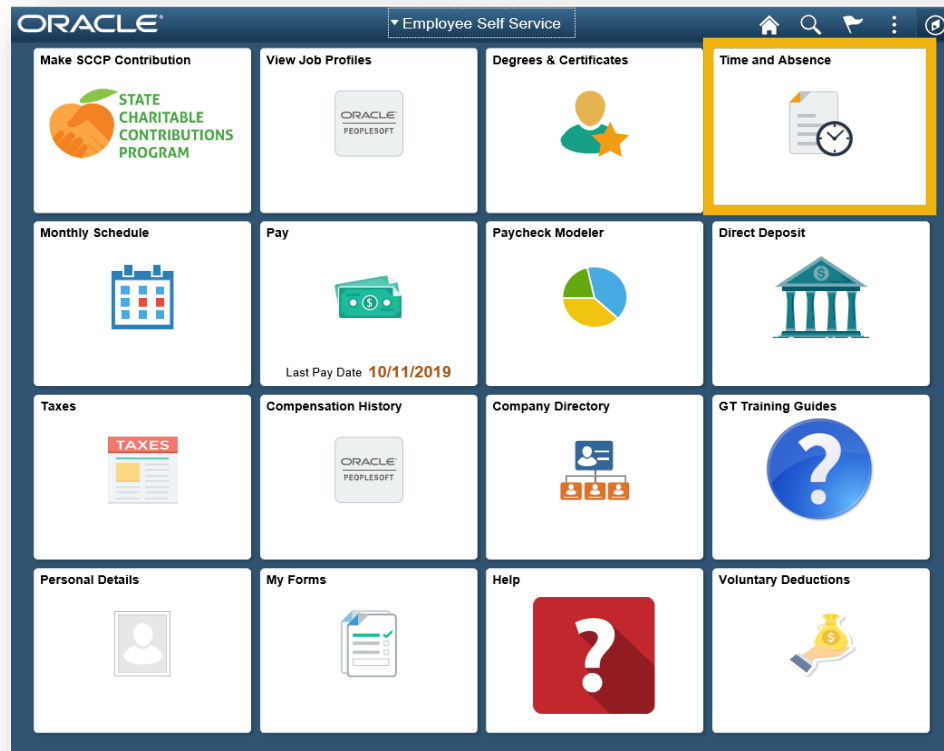 ORACLE
Employee Self Service
Make SCCP Contribution
STATE
CHARITABLE
CONTRIBUTIONS
PROGRAM
View Job Profiles
ORACLE
PEOPLESOFT
Degrees & Certificates
Time and Absence
Monthly Schedule
Pay
Last Pay Date 10/11/2019
Paycheck Modeler
Direct Deposit
Taxes
TAXES
Compensation History
ORACLE
PEOPLESOFT
Company Directory
GT Training Guides
?
Personal Details
My Forms
Help
?
Voluntary Deductions